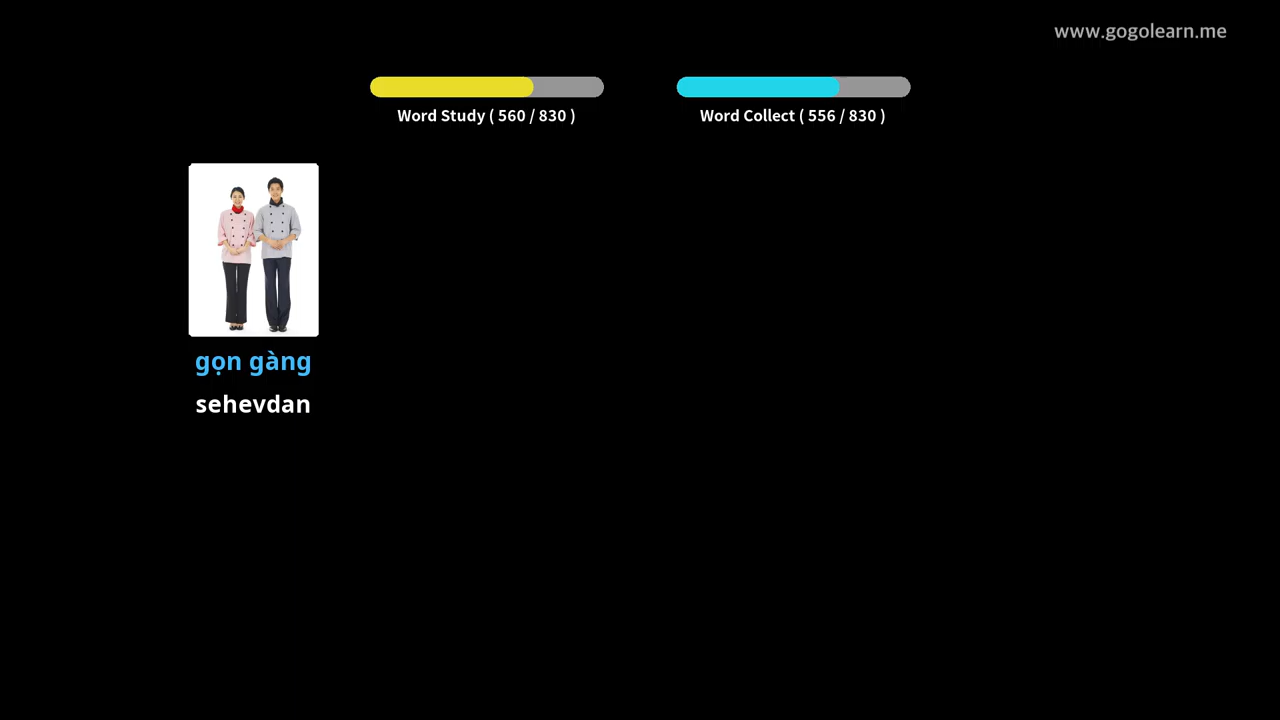 www.gogolearn.me
Word Study ( 560 / 830 )
Word Collect ( 556 / 830 )
gọn gàng
sehevdan